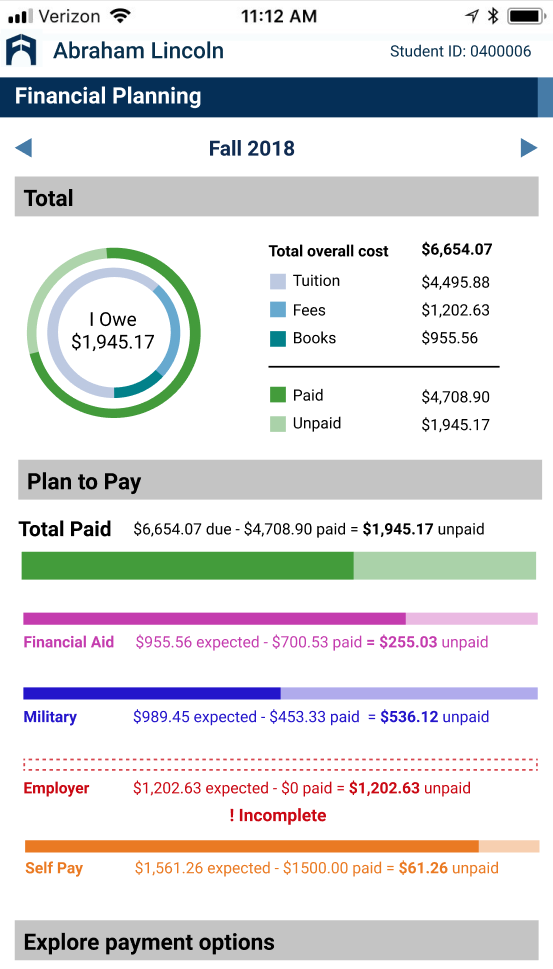 Verizon 11:12 AM
Abraham Lincoln Student ID: 0400006
Financial Planning
Fall 2018
Total
I Owe
$1,945.17
Total overall cost $6,654.07
Tuition $4,495.88
Fees $1,202.63
Books $955.56
Paid $4,708.90
Unpaid $1,945.17
Plan to Pay
Total Paid $6,654.07 due - $4,708.90 paid = $1,945.17 unpaid
Financial Aid $955.56 expected - $700.53 paid = $255.03 unpaid
Military $989.45 expected - $453.33 paid = $536.12 unpaid
Employer $1,202.63 expected - $0 paid = $1,202.63 unpaid
! Incomplete
Self Pay $1,561.26 expected - $1500.00 paid = $61.26 unpaid
Explore payment options